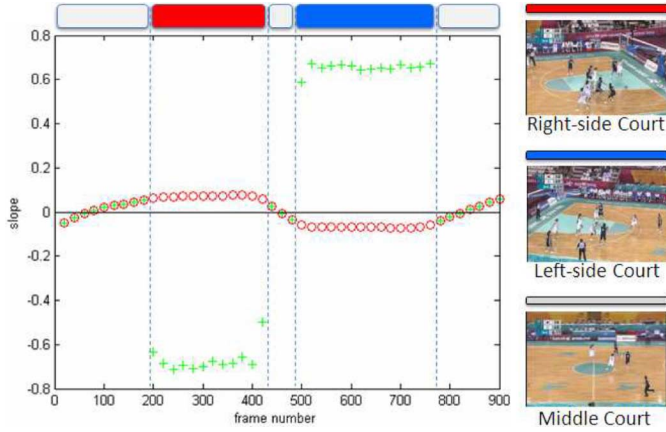 0.8
0.6
0.4
0.2
0
-0.2
-0.4
-0.6
-0.8
slope
0 100 200 300 400 500 600 700 800 900
frame number
Right-side Court
Left-side Court
Middle Court